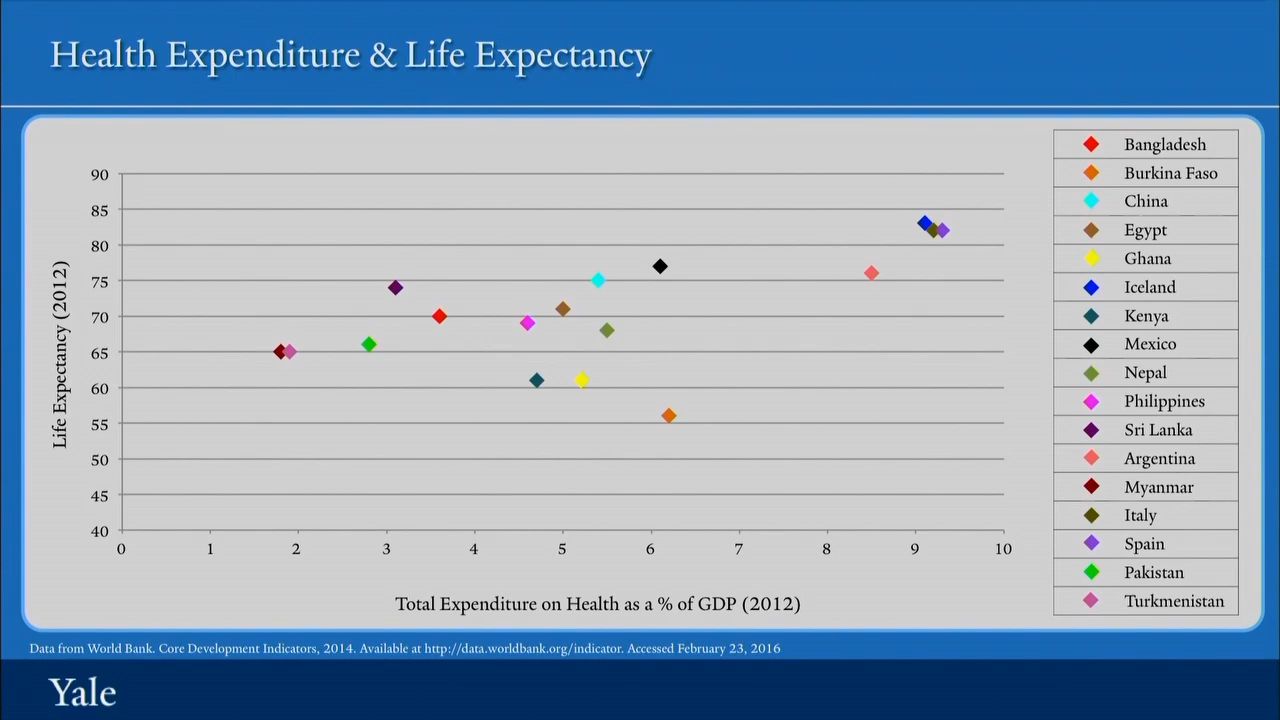 Health Expenditure & Life Expectancy
Bangladesh
Burkina Faso
China
Egypt
Ghana
Iceland
Kenya
Mexico
Nepal
Philippines
Sri Lanka
Argentina
Myanmar
Italy
Spain
Pakistan
Turkmenistan
90
85
80
75
70
65
60
55
50
45
40
Life Expectancy (2012)
0 1 2 3 4 5 6 7 8 9 10
Total Expenditure on Health as a % of GDP (2012)
Data from World Bank. Core Development Indicators, 2014. Available at http://data.worldbank.org/indicator. Accessed February 23, 2016
Yale